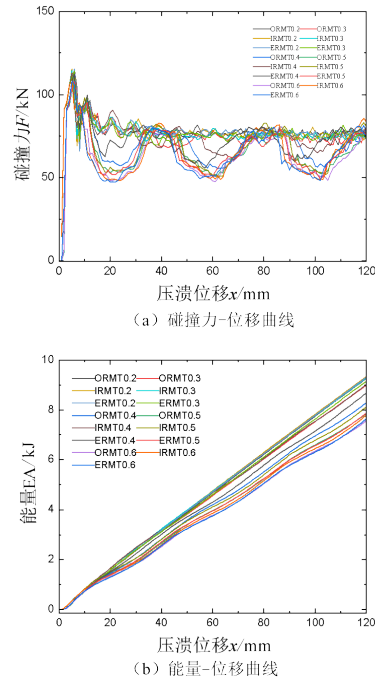 150
100
50
0
碰撞力F/kN
ORMT0.2 ORMT0.3
IRMT0.2 IRMT0.3
ERMT0.2 ERMT0.3
ORMT0.4 ORMT0.5
IRMT0.4 IRMT0.5
ERMT0.4 ERMT0.5
ORMT0.6 IRMT0.6
ERMT0.6
0 20 40 60 80 100 120
压溃位移x/mm
（a）碰撞力-位移曲线
10
8
6
4
2
0
能量EA/kJ
ORMT0.2 ORMT0.3
IRMT0.2 IRMT0.3
ERMT0.2 ERMT0.3
ORMT0.4 ORMT0.5
IRMT0.4 IRMT0.5
ERMT0.4 ERMT0.5
ORMT0.6 IRMT0.6
ERMT0.6
0 20 40 60 80 100 120
压溃位移x/mm
（b）能量-位移曲线